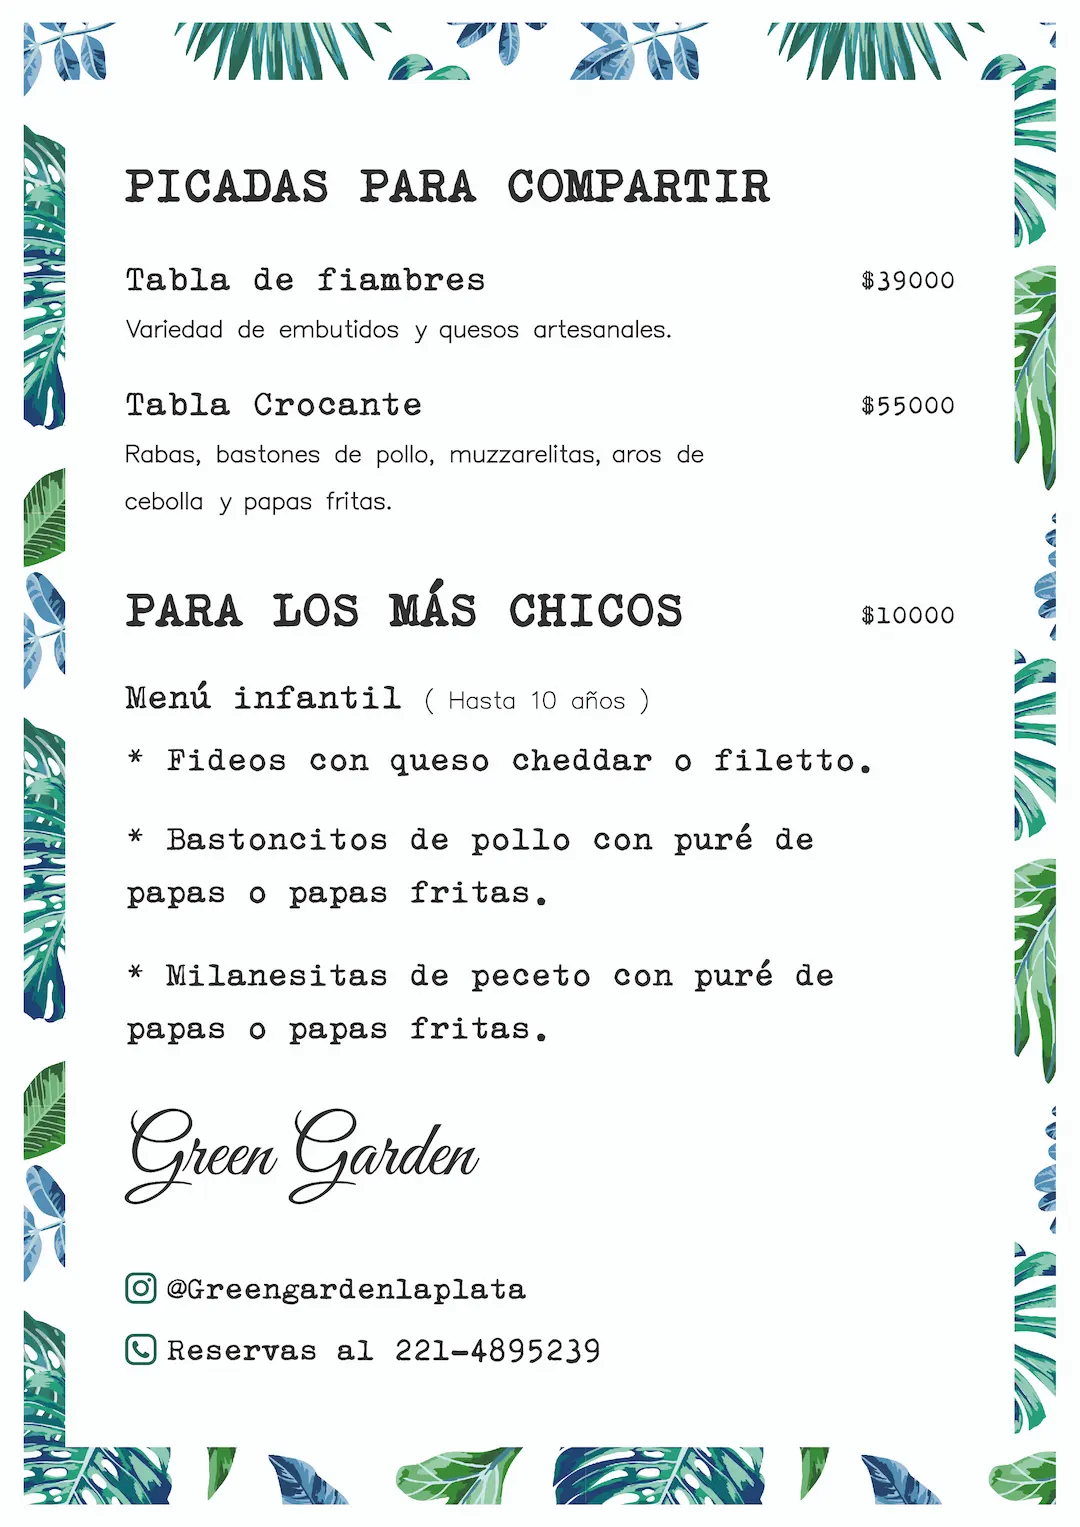 PICADAS PARA COMPARTIR
Tabla de fiambres $39000
Variedad de embutidos y quesos artesanales.
Tabla Crocante $55000
Rabas, bastones de pollo, muzzarelitas, aros de
cebolla y papas fritas.
PARA LOS MÁS CHICOS $10000
Menú infantil ( Hasta 10 años )
* Fideos con queso cheddar o filetto.
* Bastoncitos de pollo con puré de
papas o papas fritas.
* Milanesitas de peceto con puré de
papas o papas fritas.
Green Garden
@Greengardenlaplata
Reservas al 221-4895239